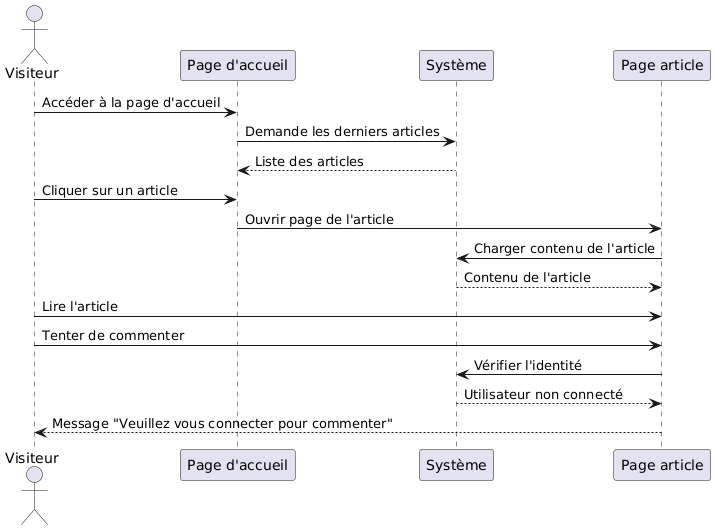 Visiteur
Page d'accueil
Système
Page article
Accéder à la page d'accueil
Demande les derniers articles
Liste des articles
Cliquer sur un article
Ouvrir page de l'article
Charger contenu de l'article
Contenu de l'article
Lire l'article
Tenter de commenter
Vérifier l'identité
Utilisateur non connecté
Message "Veuillez vous connecter pour commenter"
Visiteur
Page d'accueil
Système
Page article